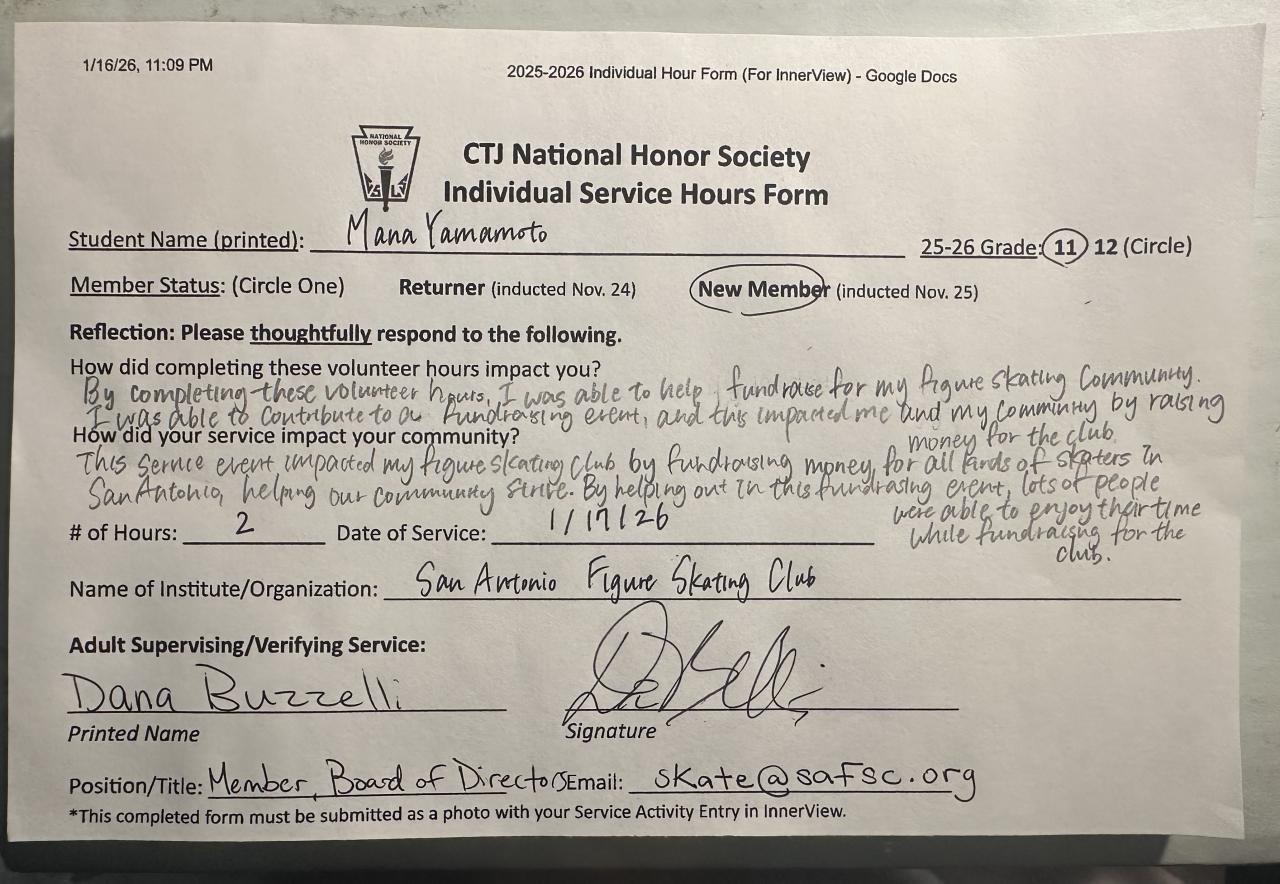 1/16/26, 11:09 PM
2025-2026 Individual Hour Form (For InnerView) - Google Docs
NATIONAL
HONOR SOCIETY
CTJ National Honor Society
Individual Service Hours Form
Student Name (printed): Mana Yamamoto 25-26 Grade: 11 12 (Circle)
Member Status: (Circle One) Returner (inducted Nov. 24) New Member (inducted Nov. 25)
Reflection: Please thoughtfully respond to the following.
How did completing these volunteer hours impact you?
By completing these volunteer hours, I was able to help fundraise for my figure skating Community.
I was able to contribute to a fundraising event, and this impacted me and my community by raising
money for the club.
How did your service impact your community?
This service event impacted my figure skating club by fundraising money, for all kinds of skaters in
San Antonio, helping our community strive. By helping out in this fundrasing event, lots of people
were able to enjoy their time
while fundraising for the
club.
# of Hours: 2 Date of Service: 1/17/26
Name of Institute/Organization: San Antonio Figure Skating Club
Adult Supervising/Verifying Service:
Dana Buzzelli
Printed Name Signature
Position/Title: Member, Board of Directors Email: skate@safsc.org
*This completed form must be submitted as a photo with your Service Activity Entry in InnerView.